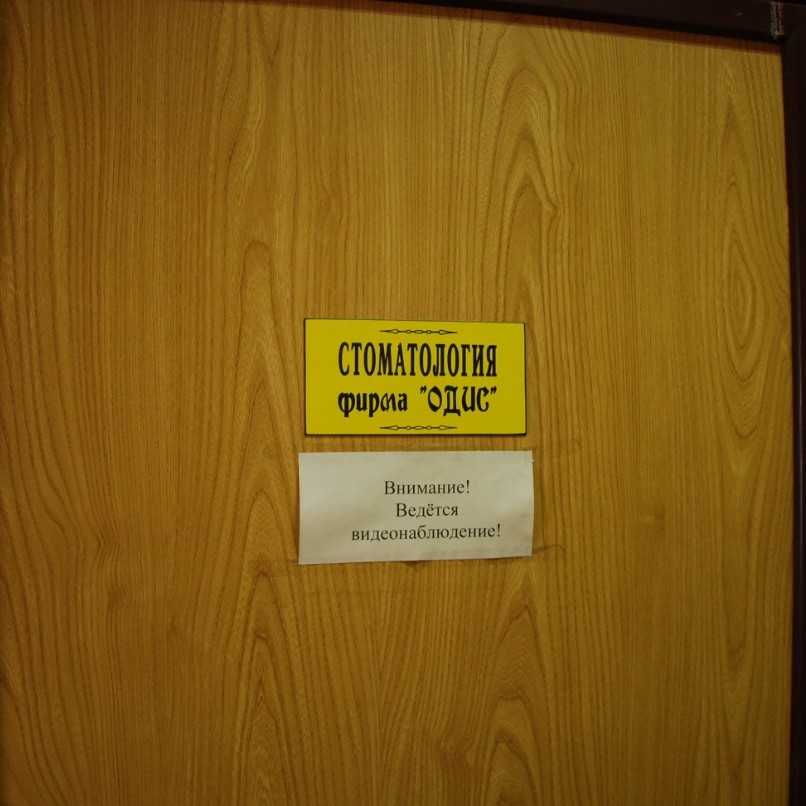 СТОМАТОЛОГИЯ
фирма "ОДИС"
Внимание!
Ведётся
видеонаблюдение!